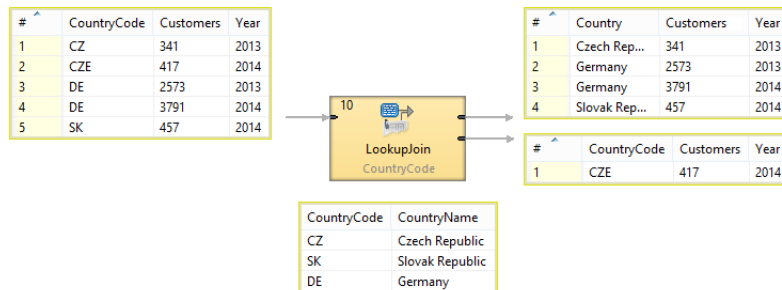 # CountryCode Customers Year
1 CZ 341 2013
2 CZE 417 2014
3 DE 2573 2013
4 DE 3791 2014
5 SK 457 2014
10
LookupJoin
CountryCode
# Country Customers Year
1 Czech Rep... 341 2013
2 Germany 2573 2013
3 Germany 3791 2014
4 Slovak Rep... 457 2014
# CountryCode Customers Year
1 CZE 417 2014
CountryCode CountryName
CZ Czech Republic
SK Slovak Republic
DE Germany